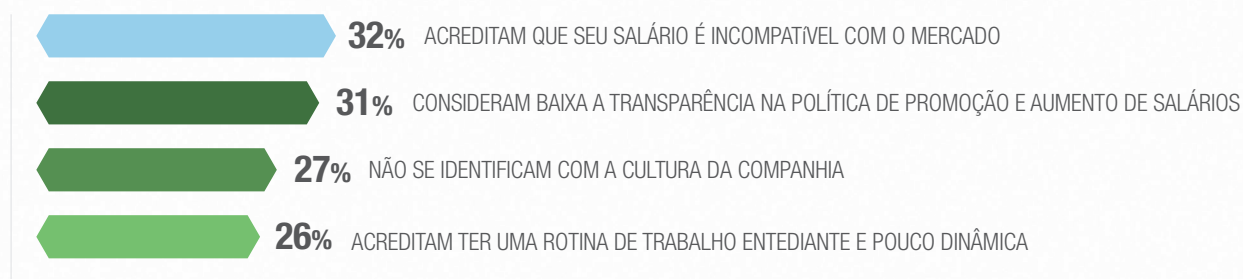 32% ACREDITAM QUE SEU SALÁRIO É INCOMPATíVEL COM O MERCADO
31% CONSIDERAM BAIXA A TRANSPARÊNCIA NA POLÍTICA DE PROMOÇÃO E AUMENTO DE SALÁRIOS
27% NÃO SE IDENTIFICAM COM A CULTURA DA COMPANHIA
26% ACREDITAM TER UMA ROTINA DE TRABALHO ENTEDIANTE E POUCO DINÂMICA